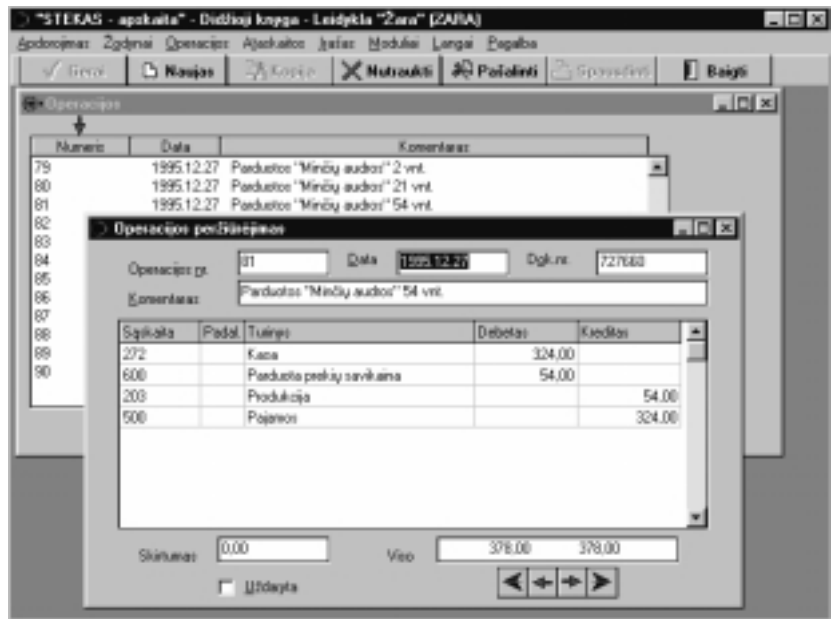 "STEKAS - apskaita" - Didžioji knyga - Leidykla "Žara" (ZARA)
Apdorojimas Žodynai Operacijos Ataskaitos Įrašas Moduliai Langai Pagalba
Gerai Naujas Kopija Nutraukti Pašalinti Spausdinti Baigti
Operacijos
Numeris Data Komentaras
79 1995.12.27 Parduotos "Minčių audros" 2 vnt.
80 1995.12.27 Parduotos "Minčių audros" 21 vnt.
81 1995.12.27 Parduotos "Minčių audros" 54 vnt.
82
83
84
85
86
87
88
89
90
Operacijos peržiūrėjimas
Operacijos nr. 81 Data 1995.12.27 Dgk.nr. 727660
Komentaras Parduotos "Minčių audros" 54 vnt.
Sąskaita Padal. Turinys Debetas Kreditas
272 Kasa 324,00
600 Parduota prekių savikaina 54,00
203 Produkcija 54,00
500 Pajamos 324,00
Skirtumas 0,00 Viso 378,00 378,00
Uždaryta